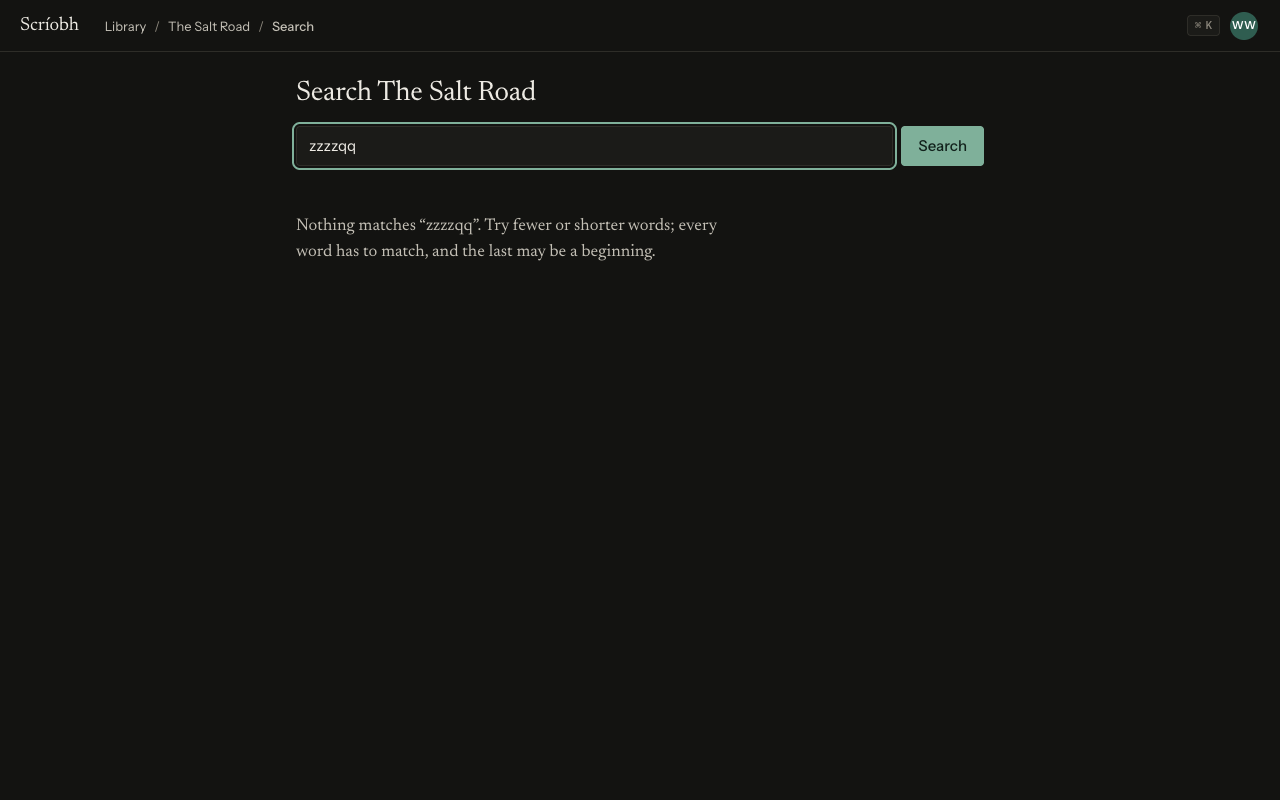 Scríobh
Library / The Salt Road / Search
⌘ K
WW
Search The Salt Road
zzzzqq
Search
Nothing matches “zzzzqq”. Try fewer or shorter words; every
word has to match, and the last may be a beginning.